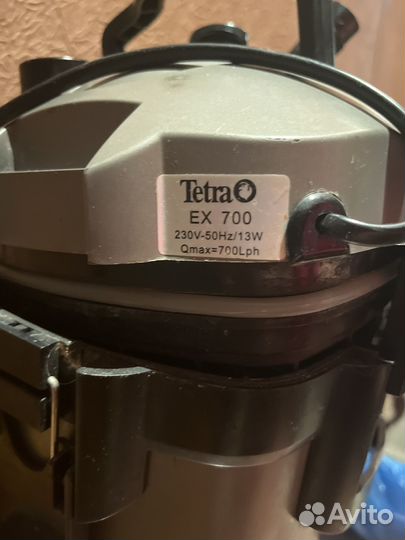 Tetra
EX 700
230V-50Hz/13W
Qmax=700Lph
Avito